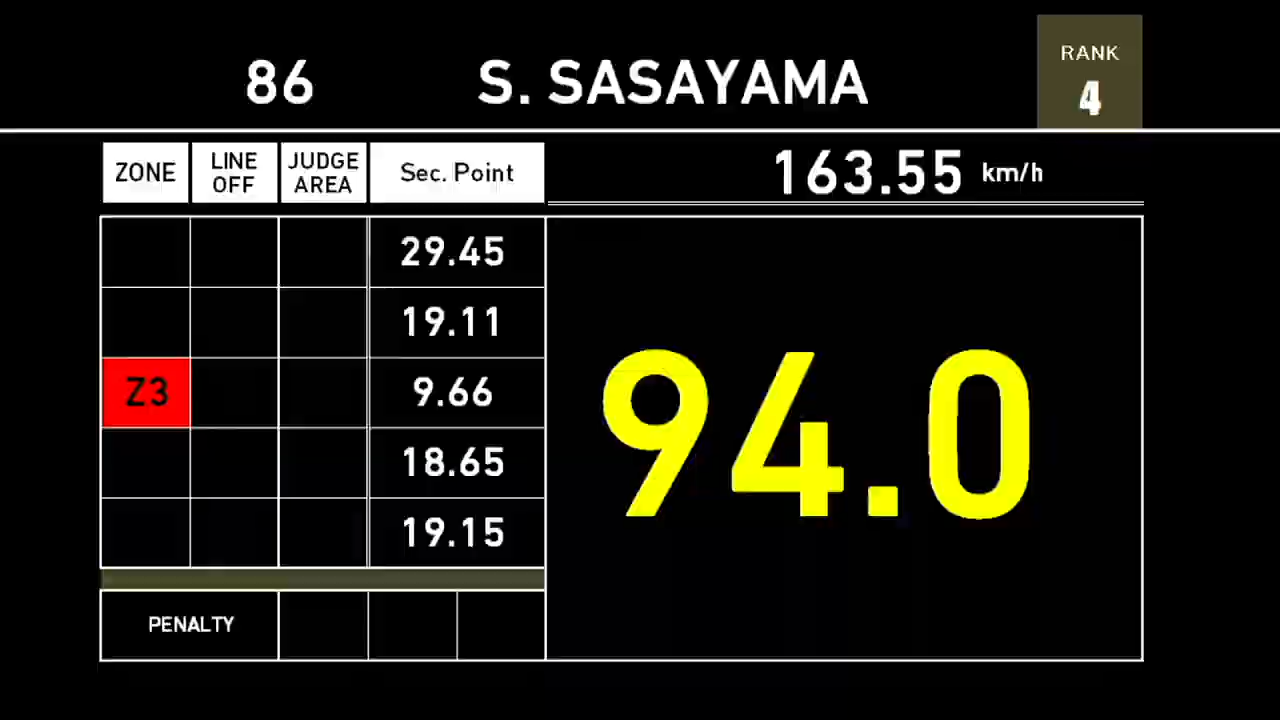 86 S. SASAYAMA RANK 4
ZONE LINE OFF JUDGE AREA Sec. Point 163.55 km/h
29.45
19.11
Z3 9.66
18.65
19.15
94.0
PENALTY